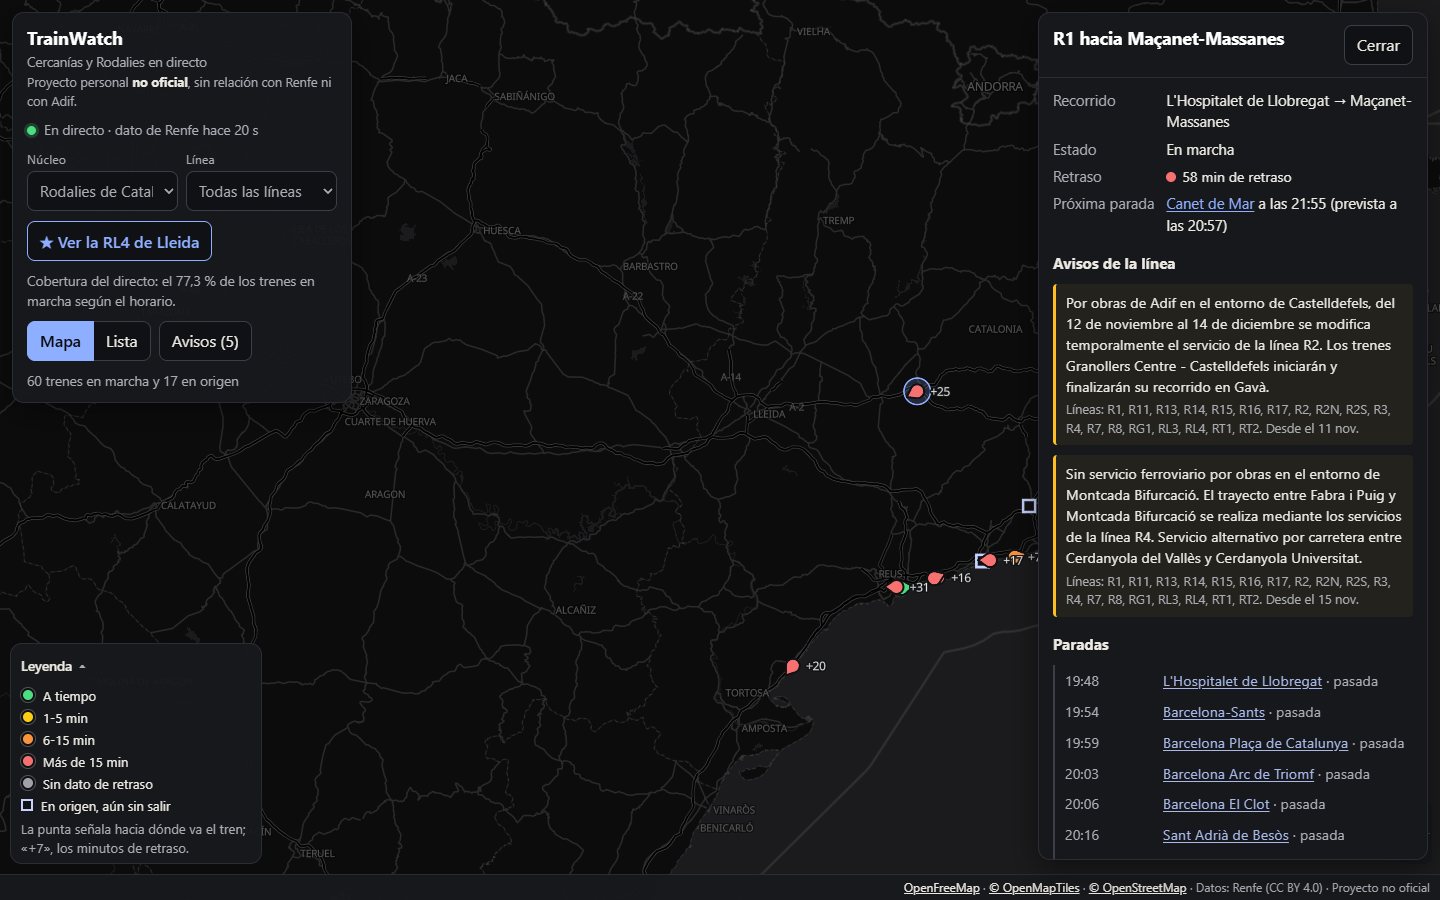 TrainWatch
Cercanías y Rodalies en directo
Proyecto personal no oficial, sin relación con Renfe ni
con Adif.
En directo · dato de Renfe hace 20 s
Núcleo
Línea
Rodalies de Catal
Todas las líneas
★ Ver la RL4 de Lleida
Cobertura del directo: el 77,3 % de los trenes en
marcha según el horario.
Mapa
Lista
Avisos (5)
60 trenes en marcha y 17 en origen
VIELHA
JACA
SABIÑÁNIGO
ANDORRA
TREMP
HUESCA
BARBASTRO
A-23
A-22
CATALONIA
A-14
LLEIDA
A-2
+25
ZARAGOZA
CUARTE DE HUERVA
ARAGON
CALATAYUD
REUS
+31
+16
+17
+7
ALCAÑIZ
+20
TORTOSA
AMPOSTA
VINARÒS
BENICARLÓ
TERUEL
Leyenda
A tiempo
1-5 min
6-15 min
Más de 15 min
Sin dato de retraso
En origen, aún sin salir
La punta señala hacia dónde va el tren;
«+7», los minutos de retraso.
R1 hacia Maçanet-Massanes
Cerrar
Recorrido
L'Hospitalet de Llobregat → Maçanet-
Massanes
Estado
En marcha
Retraso
58 min de retraso
Próxima parada
Canet de Mar a las 21:55 (prevista a
las 20:57)
Avisos de la línea
Por obras de Adif en el entorno de Castelldefels, del
12 de noviembre al 14 de diciembre se modifica
temporalmente el servicio de la línea R2. Los trenes
Granollers Centre - Castelldefels iniciarán y
finalizarán su recorrido en Gavà.
Líneas: R1, R11, R13, R14, R15, R16, R17, R2, R2N, R2S, R3,
R4, R7, R8, RG1, RL3, RL4, RT1, RT2. Desde el 11 nov.
Sin servicio ferroviario por obras en el entorno de
Montcada Bifurcació. El trayecto entre Fabra i Puig y
Montcada Bifurcació se realiza mediante los servicios
de la línea R4. Servicio alternativo por carretera entre
Cerdanyola del Vallès y Cerdanyola Universitat.
Líneas: R1, R11, R13, R14, R15, R16, R17, R2, R2N, R2S, R3,
R4, R7, R8, RG1, RL3, RL4, RT1, RT2. Desde el 15 nov.
Paradas
19:48 L'Hospitalet de Llobregat · pasada
19:54 Barcelona-Sants · pasada
19:59 Barcelona Plaça de Catalunya · pasada
20:03 Barcelona Arc de Triomf · pasada
20:06 Barcelona El Clot · pasada
20:16 Sant Adrià de Besòs · pasada
OpenFreeMap · © OpenMapTiles · © OpenStreetMap · Datos: Renfe (CC BY 4.0) · Proyecto no oficial